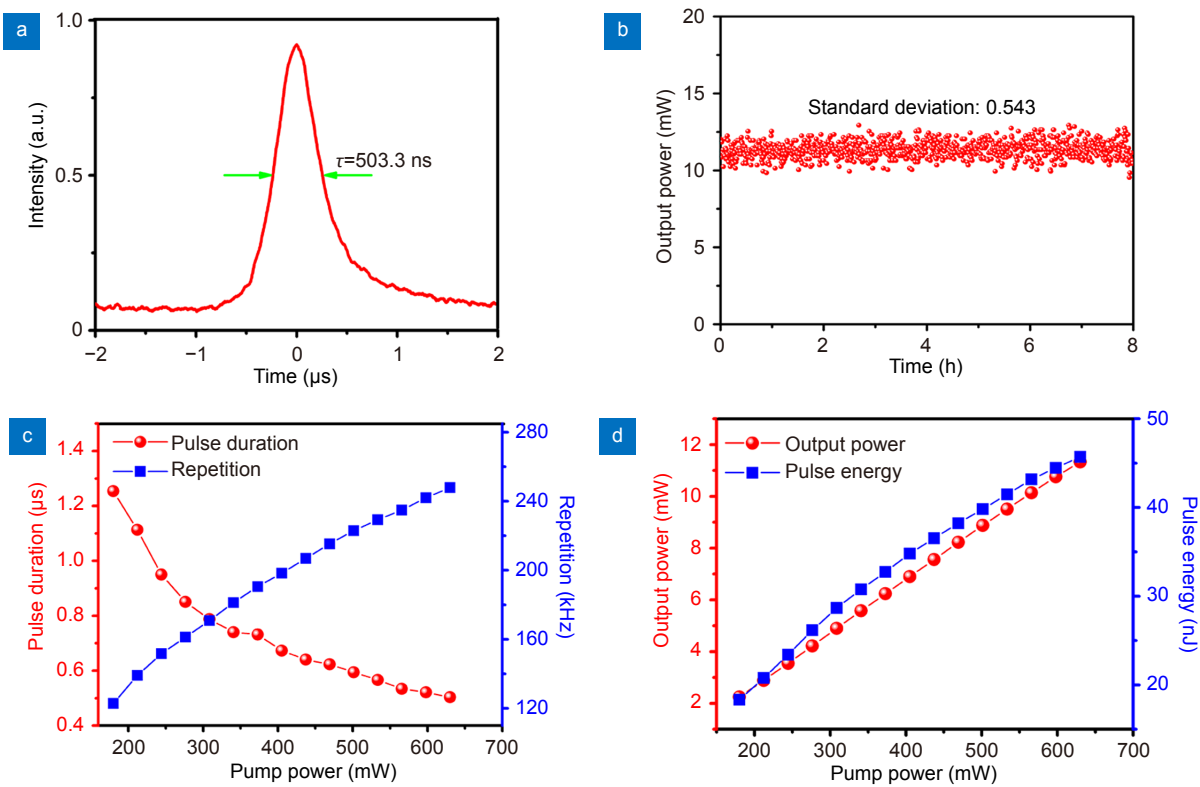 a
1.0
0.5
0
Intensity (a.u.)
τ=503.3 ns
−2
−1
0
1
2
Time (μs)
b
20
15
10
5
0
Output power (mW)
Standard deviation: 0.543
0
2
4
6
8
Time (h)
c
1.4
1.2
1.0
0.8
0.6
0.4
Pulse duration (μs)
Pulse duration
Repetition
280
240
200
160
120
Repetition (kHz)
200
300
400
500
600
700
Pump power (mW)
d
12
10
8
6
4
2
Output power (mW)
Output power
Pulse energy
50
40
30
20
Pulse energy (nJ)
200
300
400
500
600
700
Pump power (mW)